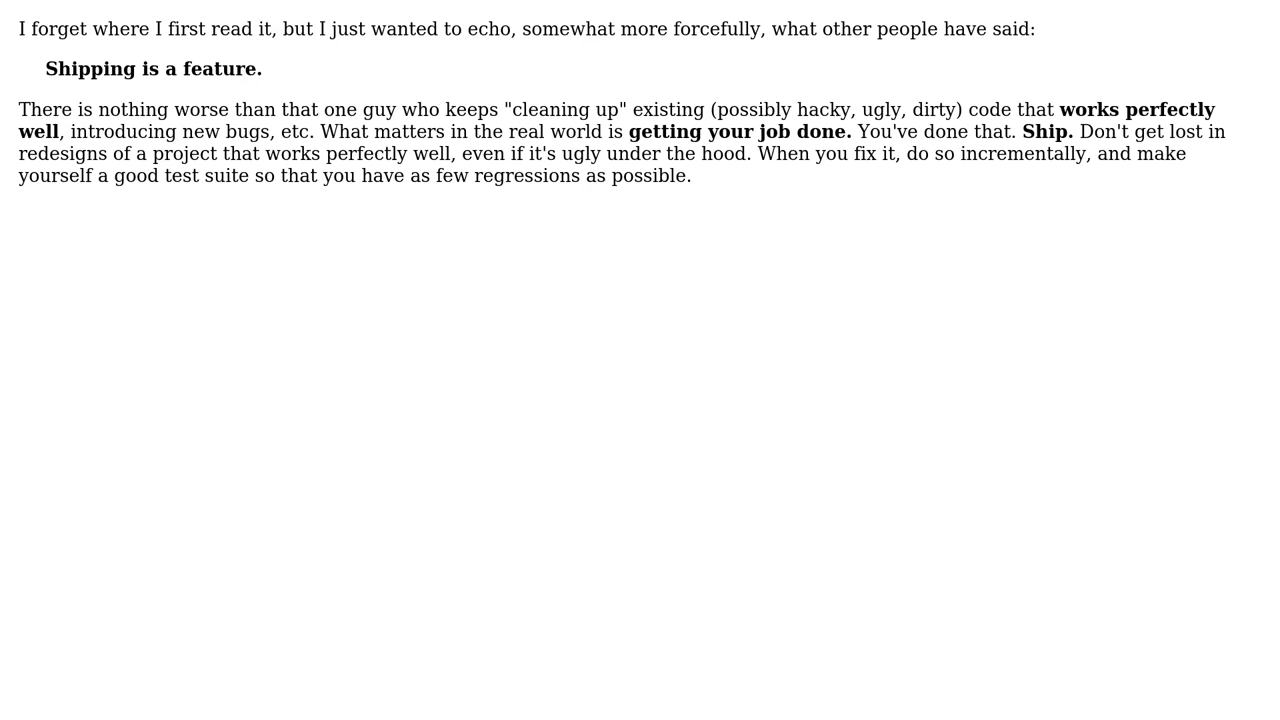 I forget where I first read it, but I just wanted to echo, somewhat more forcefully, what other people have said:
Shipping is a feature.
There is nothing worse than that one guy who keeps "cleaning up" existing (possibly hacky, ugly, dirty) code that works perfectly
well, introducing new bugs, etc. What matters in the real world is getting your job done. You've done that. Ship. Don't get lost in
redesigns of a project that works perfectly well, even if it's ugly under the hood. When you fix it, do so incrementally, and make
yourself a good test suite so that you have as few regressions as possible.